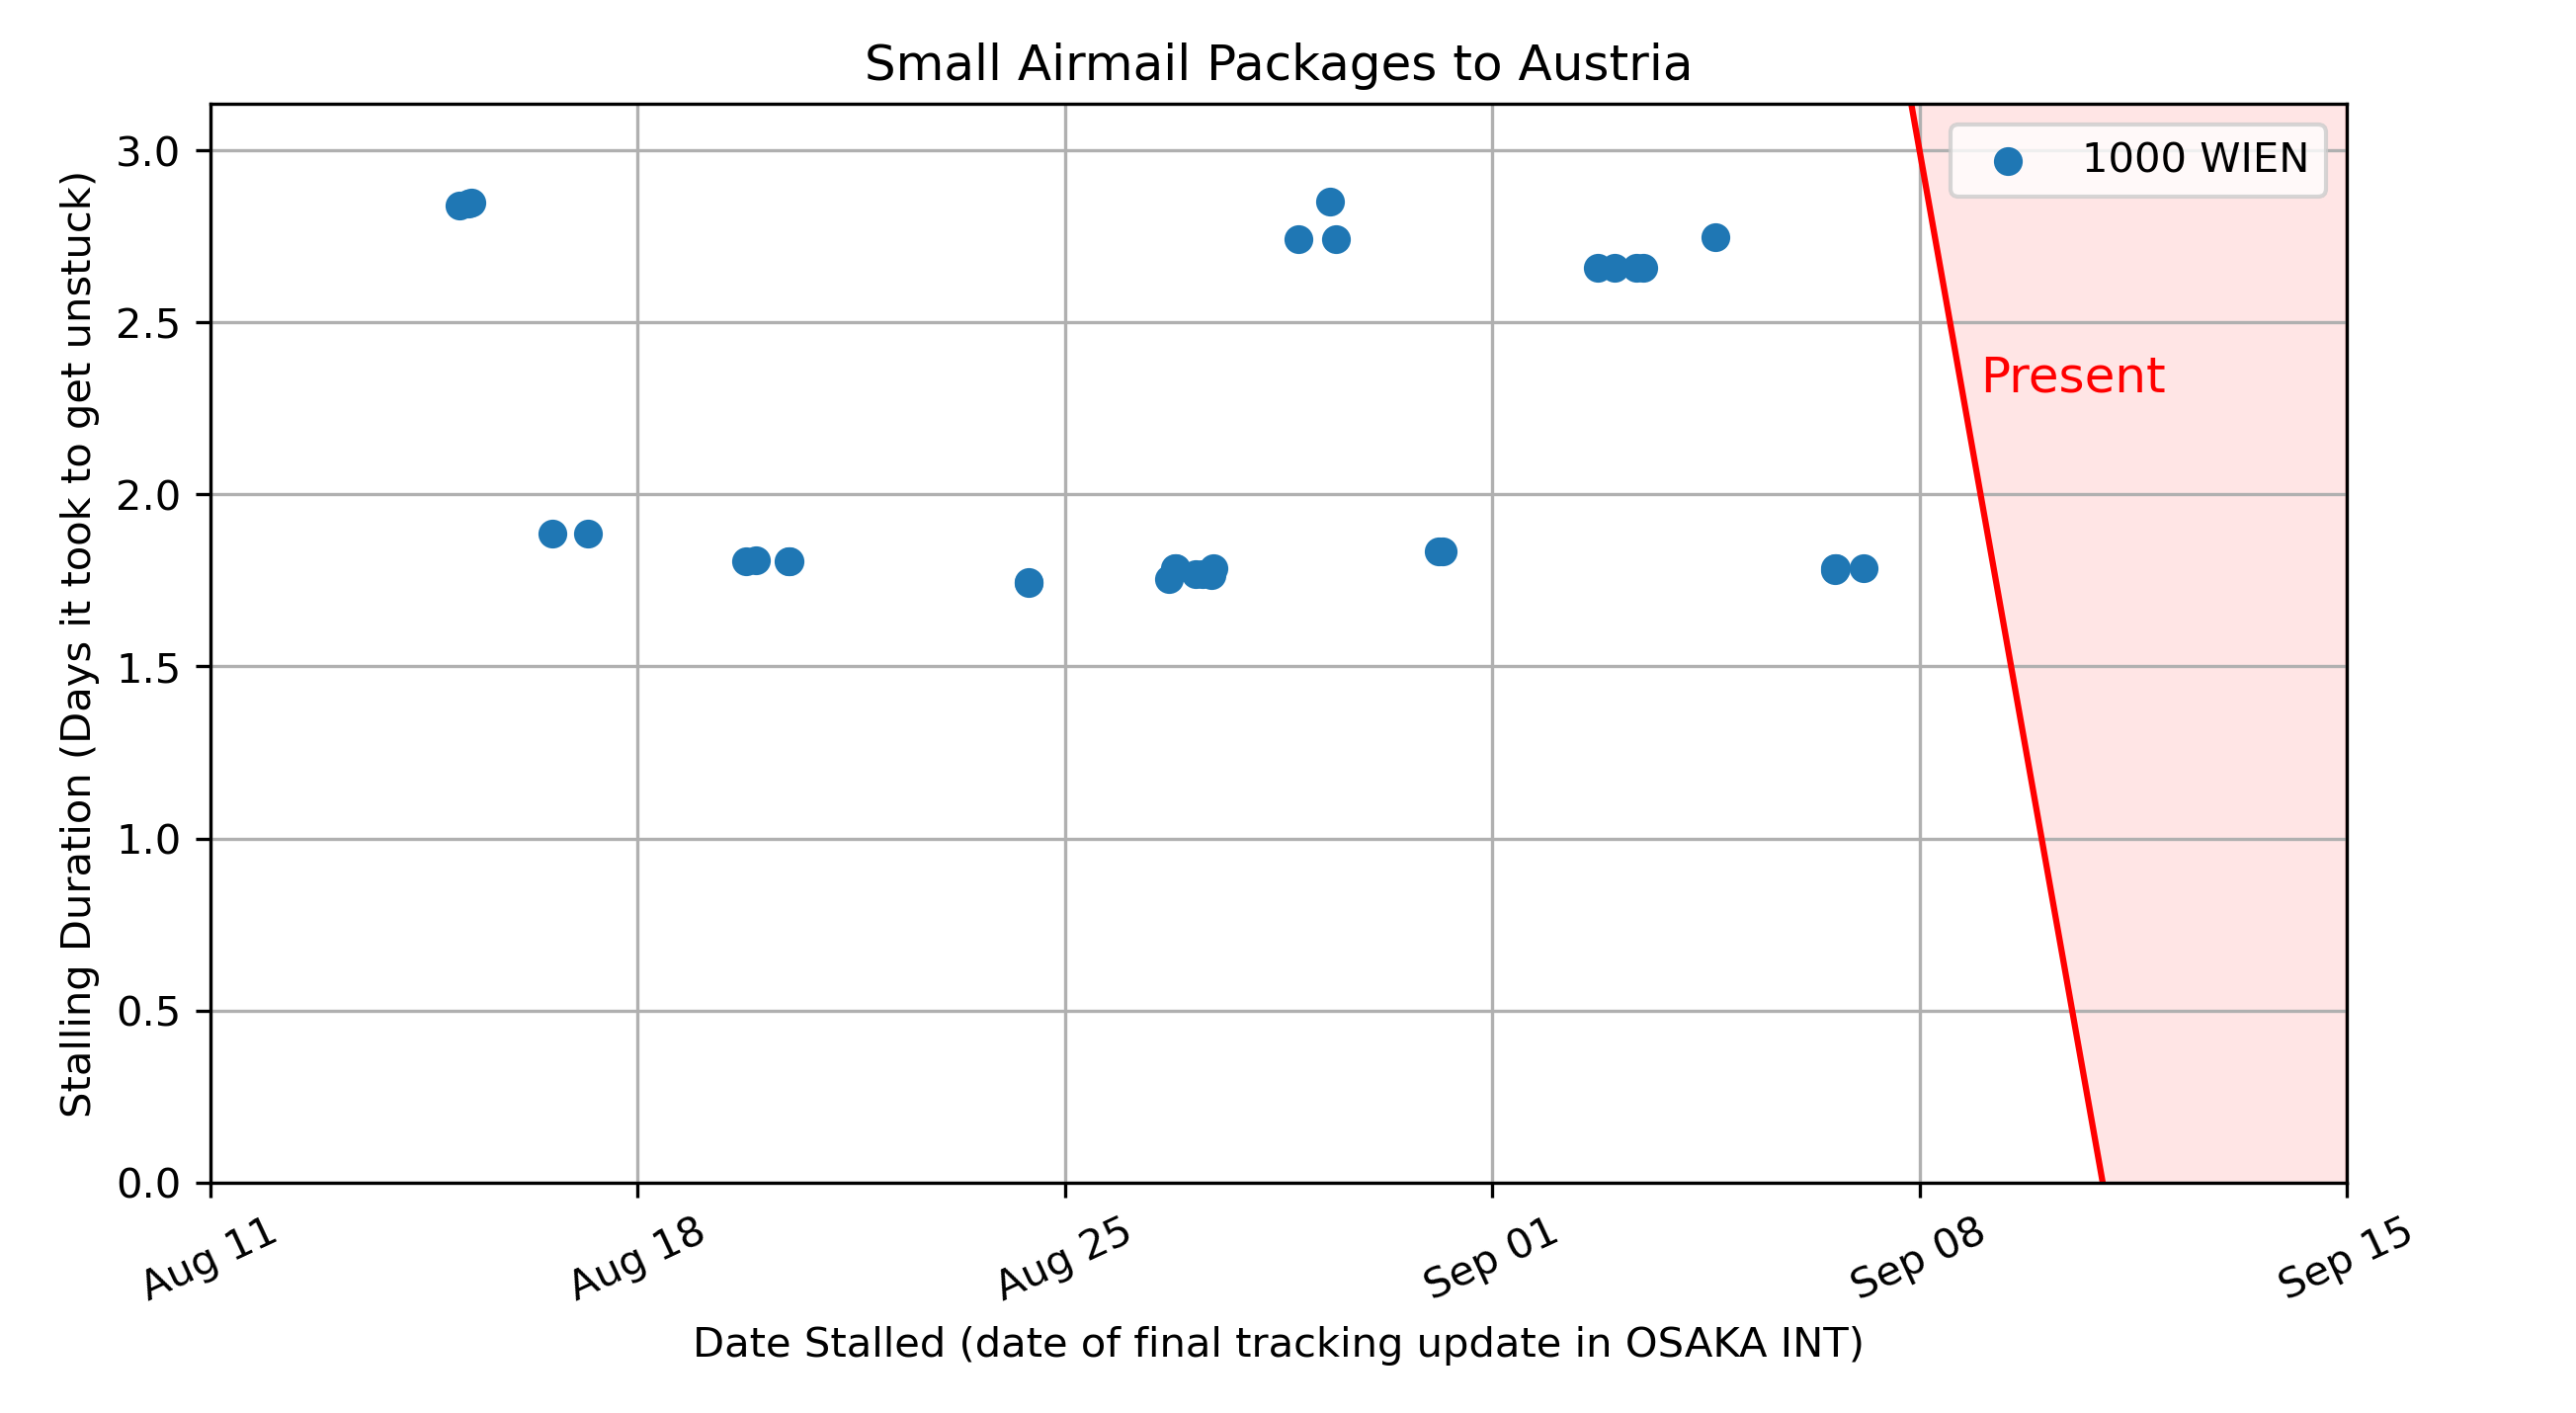 Small Airmail Packages to Austria
Stalling Duration (Days it took to get unstuck)
3.0
2.5
2.0
1.5
1.0
0.5
0.0
1000 WIEN
Present
Aug 11
Aug 18
Aug 25
Sep 01
Sep 08
Sep 15
Date Stalled (date of final tracking update in OSAKA INT)